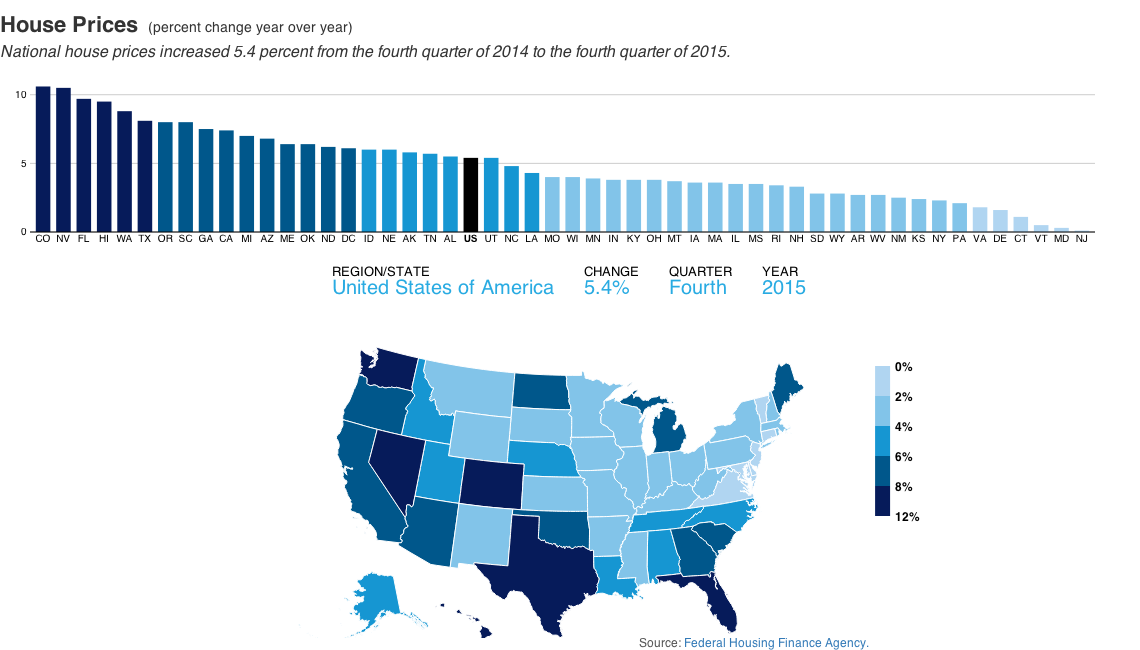 House Prices (percent change year over year)
National house prices increased 5.4 percent from the fourth quarter of 2014 to the fourth quarter of 2015.
10
5
0
CO NV FL HI WA TX OR SC GA CA MI AZ ME OK ND DC ID NE AK TN AL US UT NC LA MO WI MN IN KY OH MT IA MA IL MS RI NH SD WY AR WV NM KS NY PA VA DE CT VT MD NJ
REGION/STATE CHANGE QUARTER YEAR
United States of America 5.4% Fourth 2015
0%
2%
4%
6%
8%
12%
Source: Federal Housing Finance Agency.